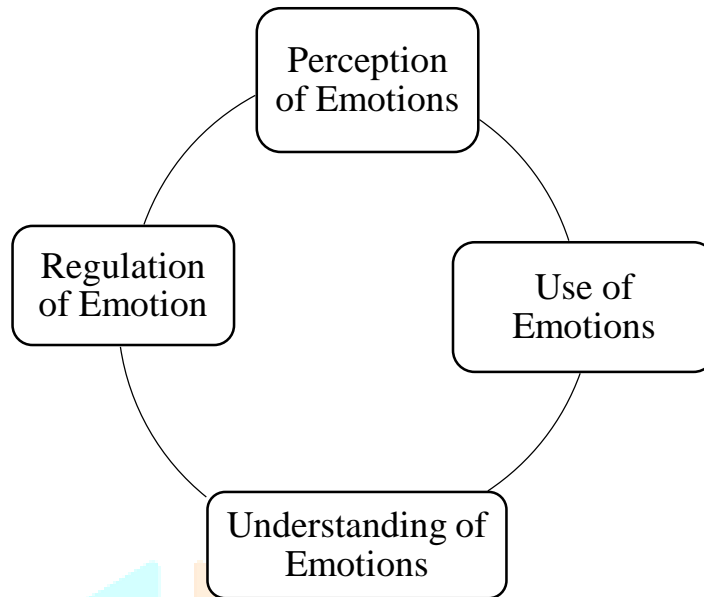 Perception
of Emotions
Regulation
of Emotion
Use of
Emotions
Understanding of
Emotions